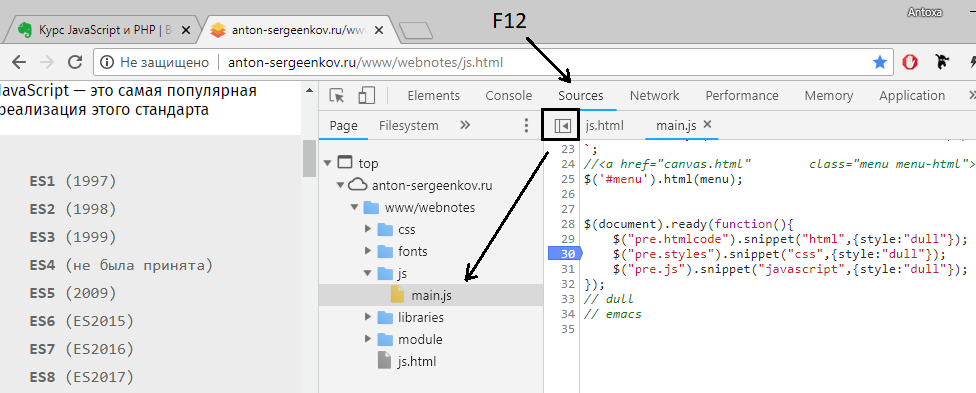 F12
Antoxa
Курс JavaScript и PHP | В
anton-sergeenkov.ru/www
Не защищено | anton-sergeenkov.ru/www/webnotes/js.html
JavaScript — это самая популярная
реализация этого стандарта
ES1 (1997)
ES2 (1998)
ES3 (1999)
ES4 (не была принята)
ES5 (2009)
ES6 (ES2015)
ES7 (ES2016)
ES8 (ES2017)
Elements Console Sources Network Performance Memory Application »
Page Filesystem »
top
anton-sergeenkov.ru
www/webnotes
css
fonts
js
main.js
libraries
module
js.html
js.html main.js ×
23 `;
24 //<a href="canvas.html" class="menu menu-html">
25 $('#menu').html(menu);
26
27
28 $(document).ready(function(){
29 $("pre.htmlcode").snippet("html",{style:"dull"});
30 $("pre.styles").snippet("css",{style:"dull"});
31 $("pre.js").snippet("javascript",{style:"dull"});
32 });
33 // dull
34 // emacs
35